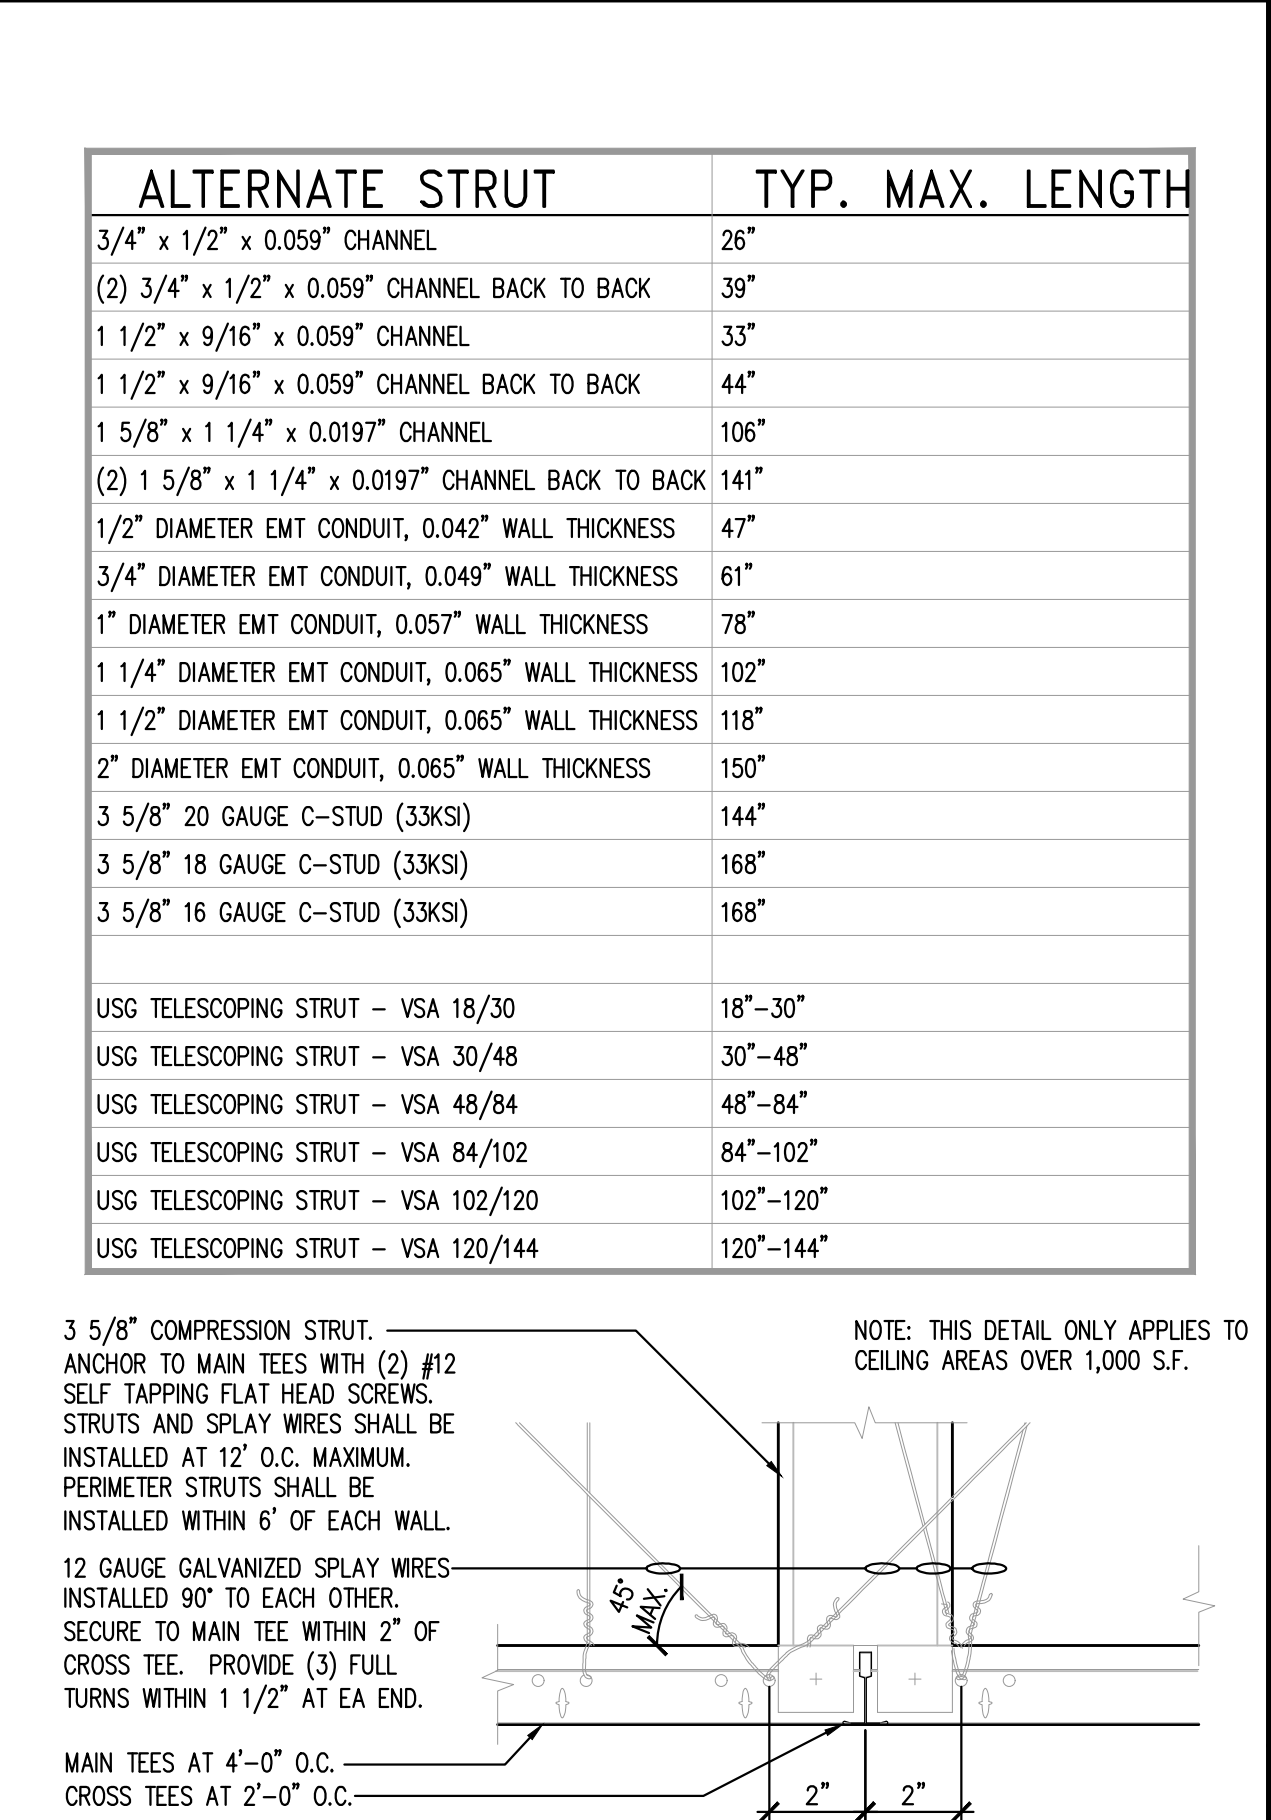 ALTERNATE STRUT TYP. MAX. LENGTH
3/4" x 1/2" x 0.059" CHANNEL 26"
(2) 3/4" x 1/2" x 0.059" CHANNEL BACK TO BACK 39"
1 1/2" x 9/16" x 0.059" CHANNEL 33"
1 1/2" x 9/16" x 0.059" CHANNEL BACK TO BACK 44"
1 5/8" x 1 1/4" x 0.0197" CHANNEL 106"
(2) 1 5/8" x 1 1/4" x 0.0197" CHANNEL BACK TO BACK 141"
1/2" DIAMETER EMT CONDUIT, 0.042" WALL THICKNESS 47"
3/4" DIAMETER EMT CONDUIT, 0.049" WALL THICKNESS 61"
1" DIAMETER EMT CONDUIT, 0.057" WALL THICKNESS 78"
1 1/4" DIAMETER EMT CONDUIT, 0.065" WALL THICKNESS 102"
1 1/2" DIAMETER EMT CONDUIT, 0.065" WALL THICKNESS 118"
2" DIAMETER EMT CONDUIT, 0.065" WALL THICKNESS 150"
3 5/8" 20 GAUGE C-STUD (33KSI) 144"
3 5/8" 18 GAUGE C-STUD (33KSI) 168"
3 5/8" 16 GAUGE C-STUD (33KSI) 168"
USG TELESCOPING STRUT - VSA 18/30 18"-30"
USG TELESCOPING STRUT - VSA 30/48 30"-48"
USG TELESCOPING STRUT - VSA 48/84 48"-84"
USG TELESCOPING STRUT - VSA 84/102 84"-102"
USG TELESCOPING STRUT - VSA 102/120 102"-120"
USG TELESCOPING STRUT - VSA 120/144 120"-144"
3 5/8" COMPRESSION STRUT.
ANCHOR TO MAIN TEES WITH (2) #12
SELF TAPPING FLAT HEAD SCREWS.
STRUTS AND SPLAY WIRES SHALL BE
INSTALLED AT 12' O.C. MAXIMUM.
PERIMETER STRUTS SHALL BE
INSTALLED WITHIN 6' OF EACH WALL.
NOTE: THIS DETAIL ONLY APPLIES TO
CEILING AREAS OVER 1,000 S.F.
12 GAUGE GALVANIZED SPLAY WIRES
INSTALLED 90° TO EACH OTHER.
SECURE TO MAIN TEE WITHIN 2" OF
CROSS TEE. PROVIDE (3) FULL
TURNS WITHIN 1 1/2" AT EA END.
45°
MAX.
MAIN TEES AT 4'-0" O.C.
CROSS TEES AT 2'-0" O.C.
2" 2"